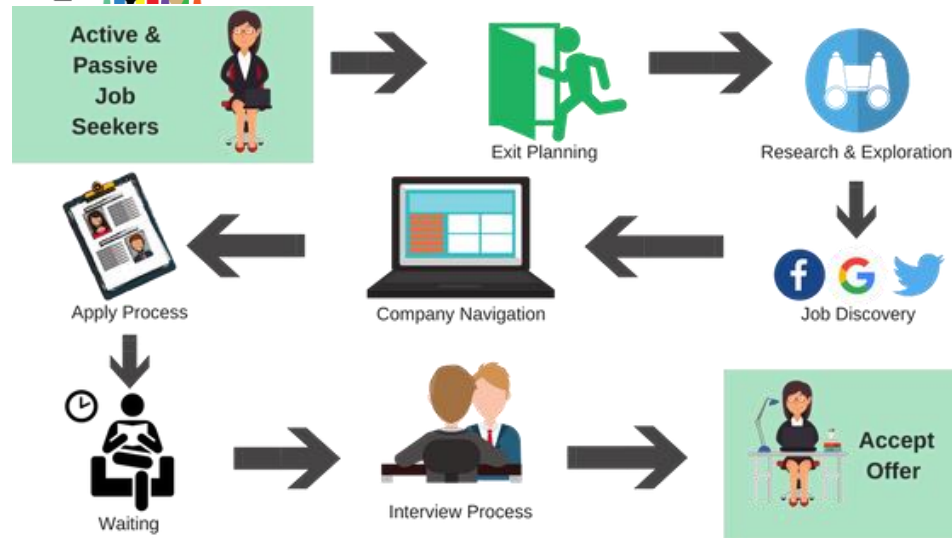 Active &
Passive
Job
Seekers
Exit Planning
Research & Exploration
Job Discovery
Company Navigation
Apply Process
Waiting
Interview Process
Accept
Offer